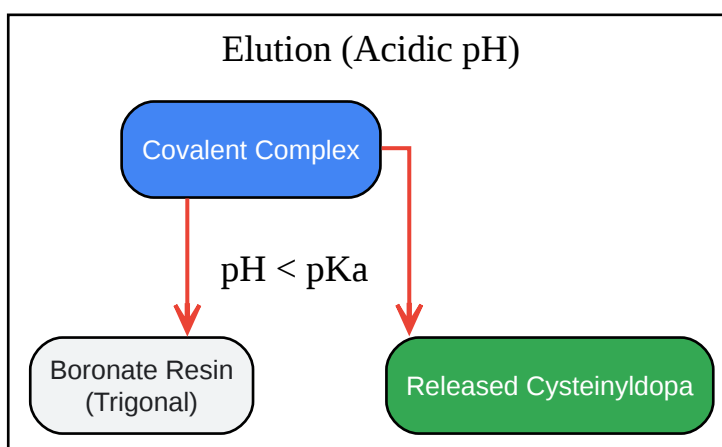 Elution (Acidic pH)
Covalent Complex
pH < pKa
Boronate Resin
(Trigonal)
Released Cysteinyldopa